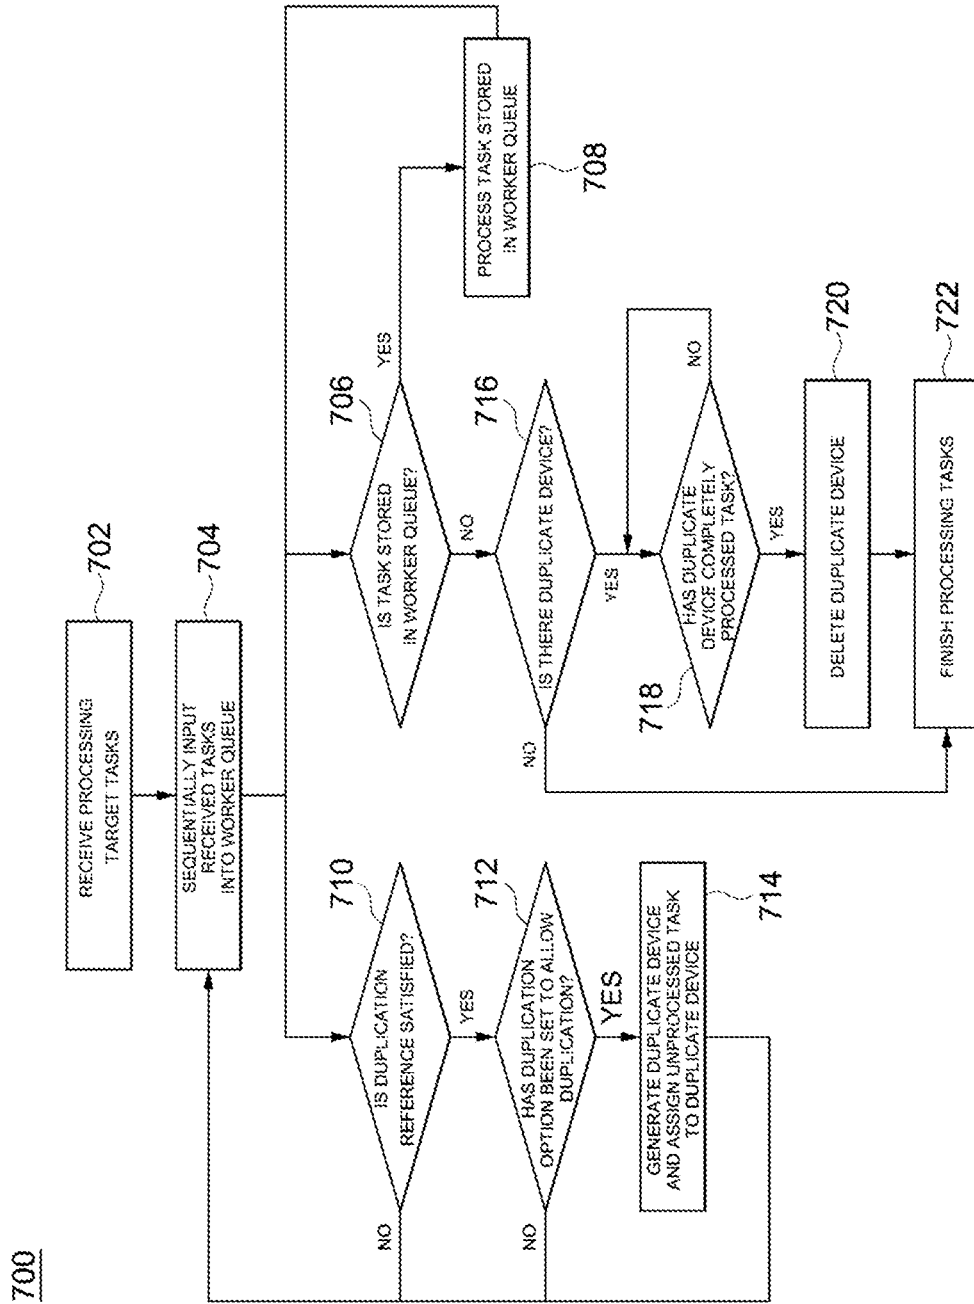 700
RECEIVE PROCESSING
TARGET TASKS
702
SEQUENTIALLY INPUT
RECEIVED TASKS
INTO WORKER QUEUE
704
IS DUPLICATION
REFERENCE SATISFIED?
710
NO
YES
HAS DUPLICATION
OPTION BEEN SET TO ALLOW
DUPLICATION?
712
NO
YES
GENERATE DUPLICATE DEVICE
AND ASSIGN UNPROCESSED TASK
TO DUPLICATE DEVICE
714
IS TASK STORED
IN WORKER QUEUE?
706
YES
NO
PROCESS TASK STORED
IN WORKER QUEUE
708
IS THERE DUPLICATE DEVICE?
716
NO
YES
HAS DUPLICATE
DEVICE COMPLETELY
PROCESSED TASK?
718
NO
YES
DELETE DUPLICATE DEVICE
720
FINISH PROCESSING TASKS
722